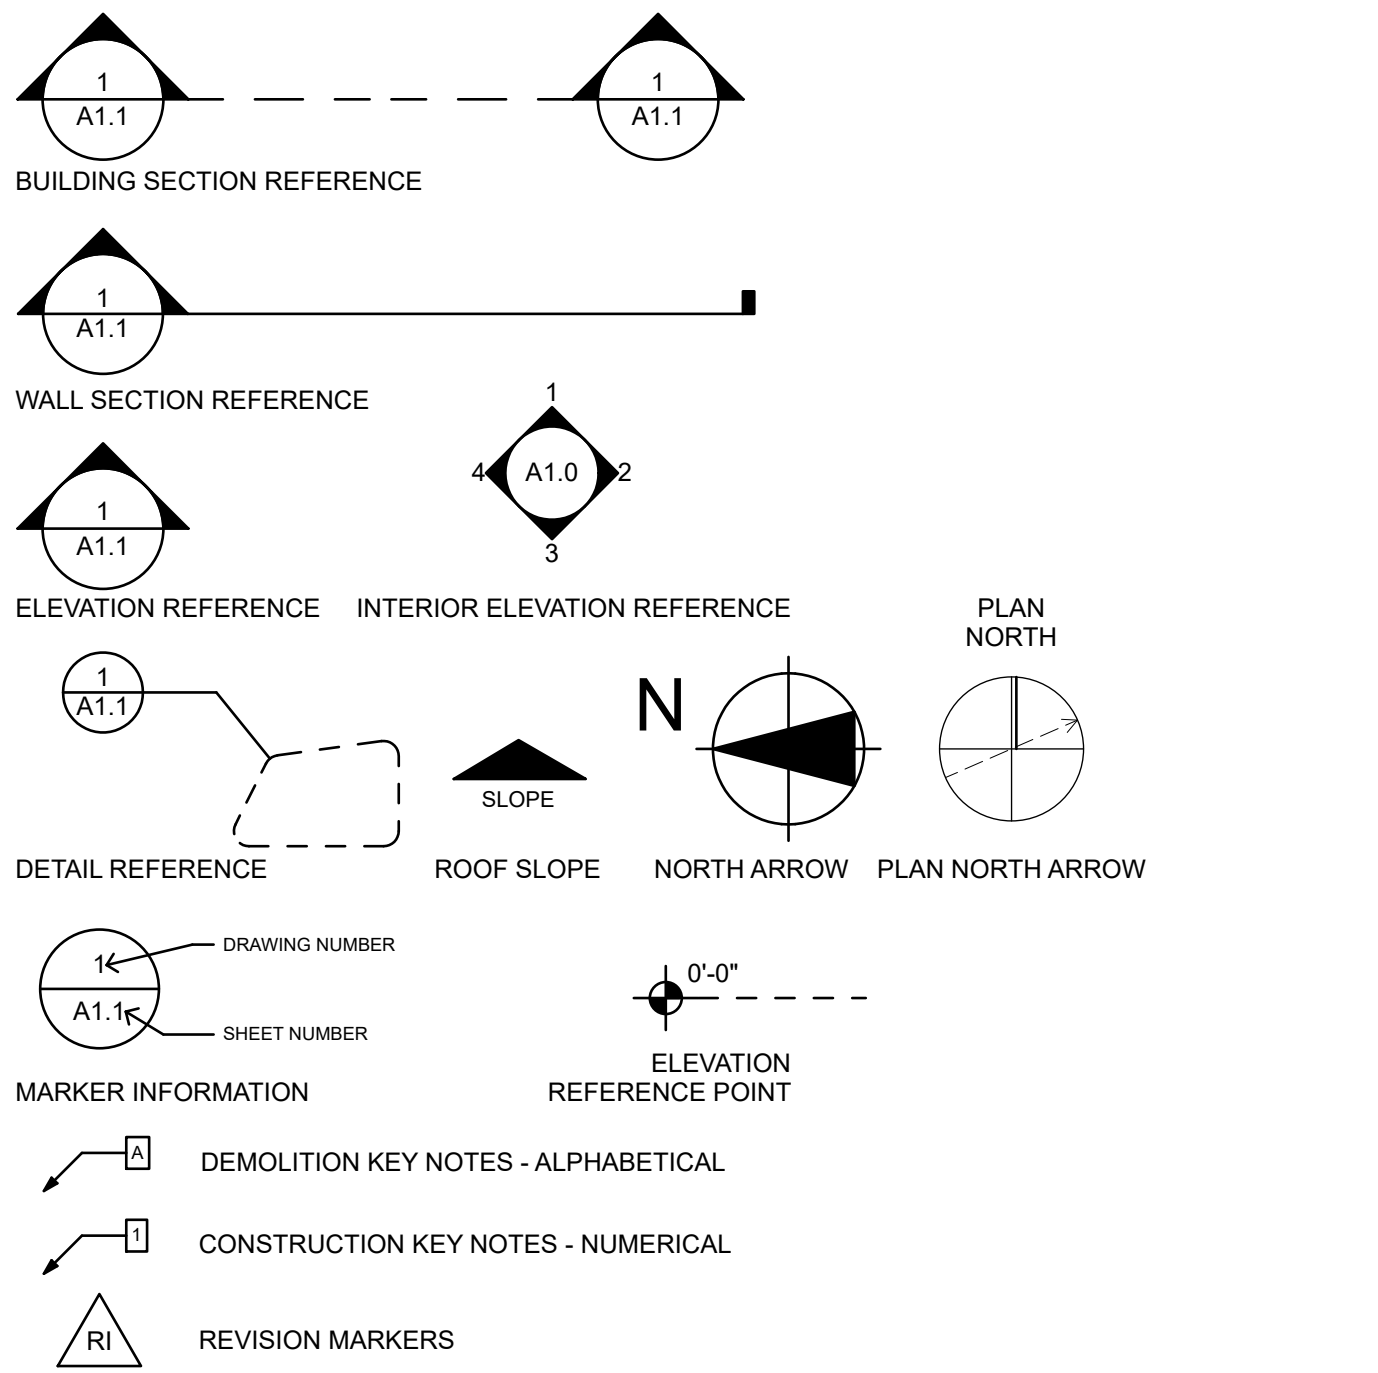 1
A1.1
1
A1.1
BUILDING SECTION REFERENCE
1
A1.1
WALL SECTION REFERENCE
1
A1.1
ELEVATION REFERENCE
1
4
A1.0
2
3
INTERIOR ELEVATION REFERENCE
1
A1.1
DETAIL REFERENCE
SLOPE
ROOF SLOPE
N
NORTH ARROW
PLAN
NORTH
PLAN NORTH ARROW
1
DRAWING NUMBER
A1.1
SHEET NUMBER
MARKER INFORMATION
0'-0"
ELEVATION
REFERENCE POINT
A
DEMOLITION KEY NOTES - ALPHABETICAL
1
CONSTRUCTION KEY NOTES - NUMERICAL
RI
REVISION MARKERS